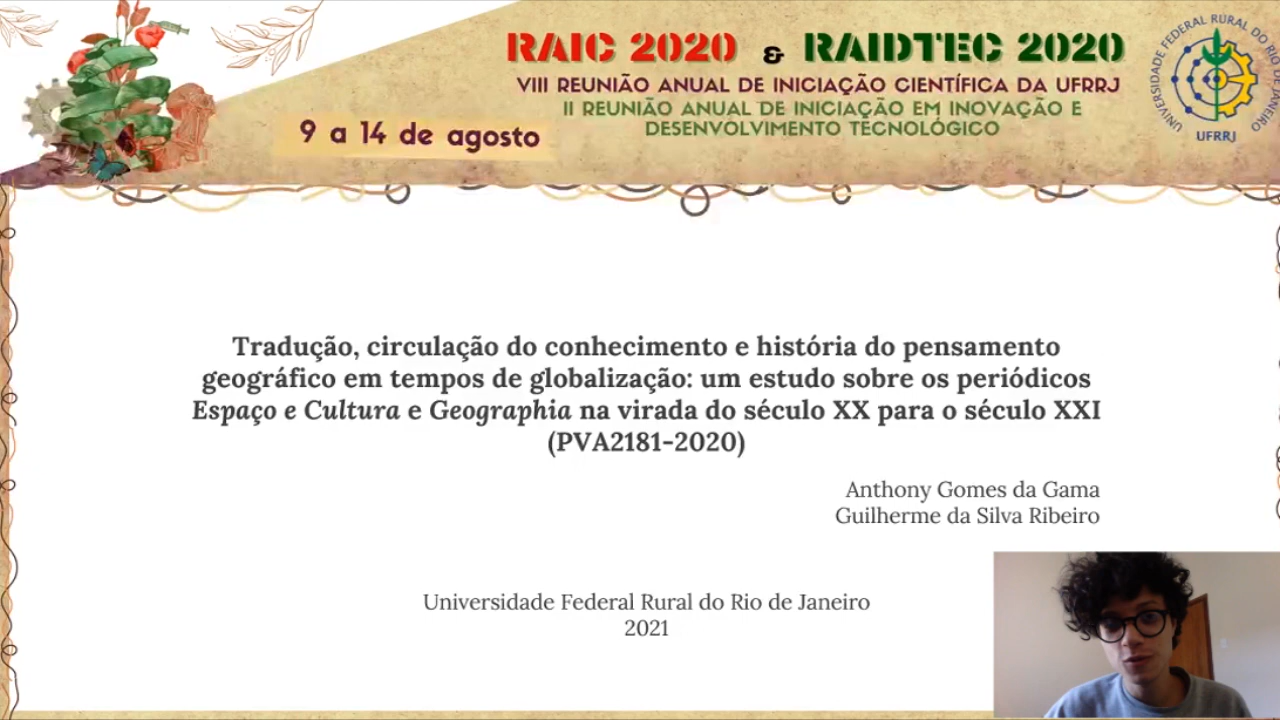 RAIC 2020 & RAIDTEC 2020
VIII REUNIÃO ANUAL DE INICIAÇÃO CIENTÍFICA DA UFRRJ
II REUNIÃO ANUAL DE INICIAÇÃO EM INOVAÇÃO E
DESENVOLVIMENTO TECNOLÓGICO
9 a 14 de agosto
UNIVERSIDADE FEDERAL RURAL DO RIO DE JANEIRO
UFRRJ
Tradução, circulação do conhecimento e história do pensamento
geográfico em tempos de globalização: um estudo sobre os periódicos
Espaço e Cultura e Geographia na virada do século XX para o século XXI
(PVA2181-2020)
Anthony Gomes da Gama
Guilherme da Silva Ribeiro
Universidade Federal Rural do Rio de Janeiro
2021